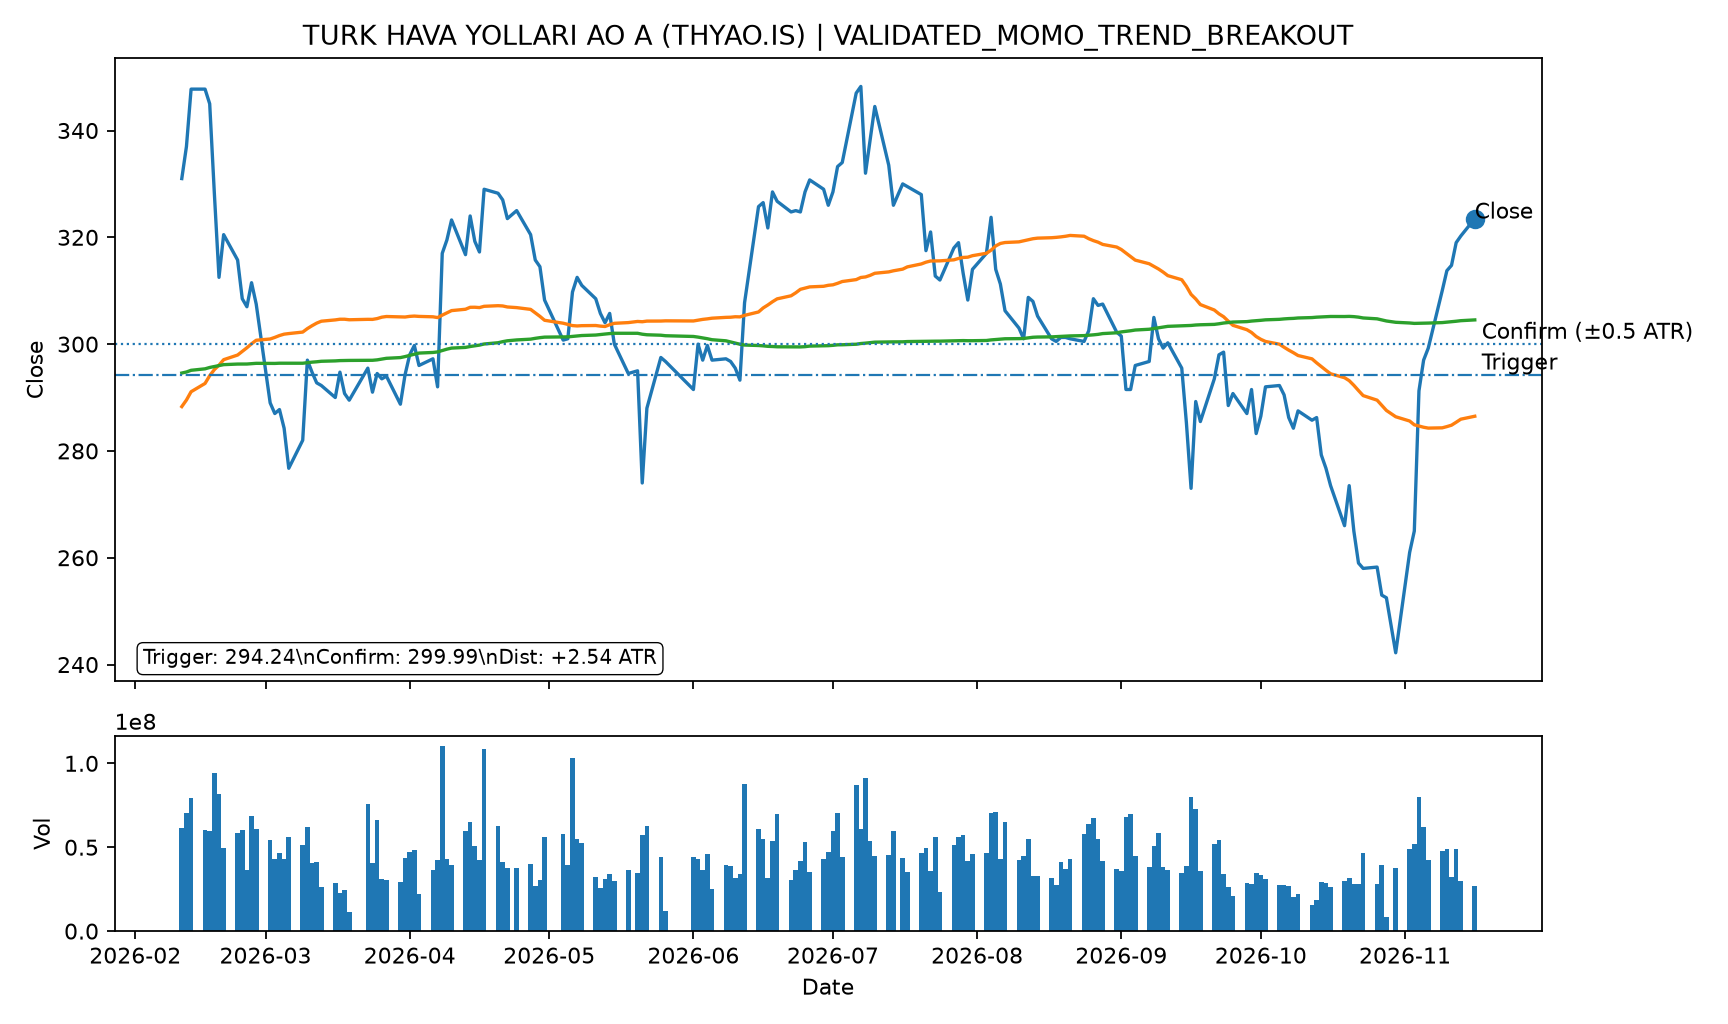 TURK HAVA YOLLARI AO A (THYAO.IS) | VALIDATED_MOMO_TREND_BREAKOUT
Close
340
320
300
280
260
240
Close
Confirm (±0.5 ATR)
Trigger
Trigger: 294.24\nConfirm: 299.99\nDist: +2.54 ATR
1e8
Vol
1.0
0.5
0.0
2026-02 2026-03 2026-04 2026-05 2026-06 2026-07 2026-08 2026-09 2026-10 2026-11
Date